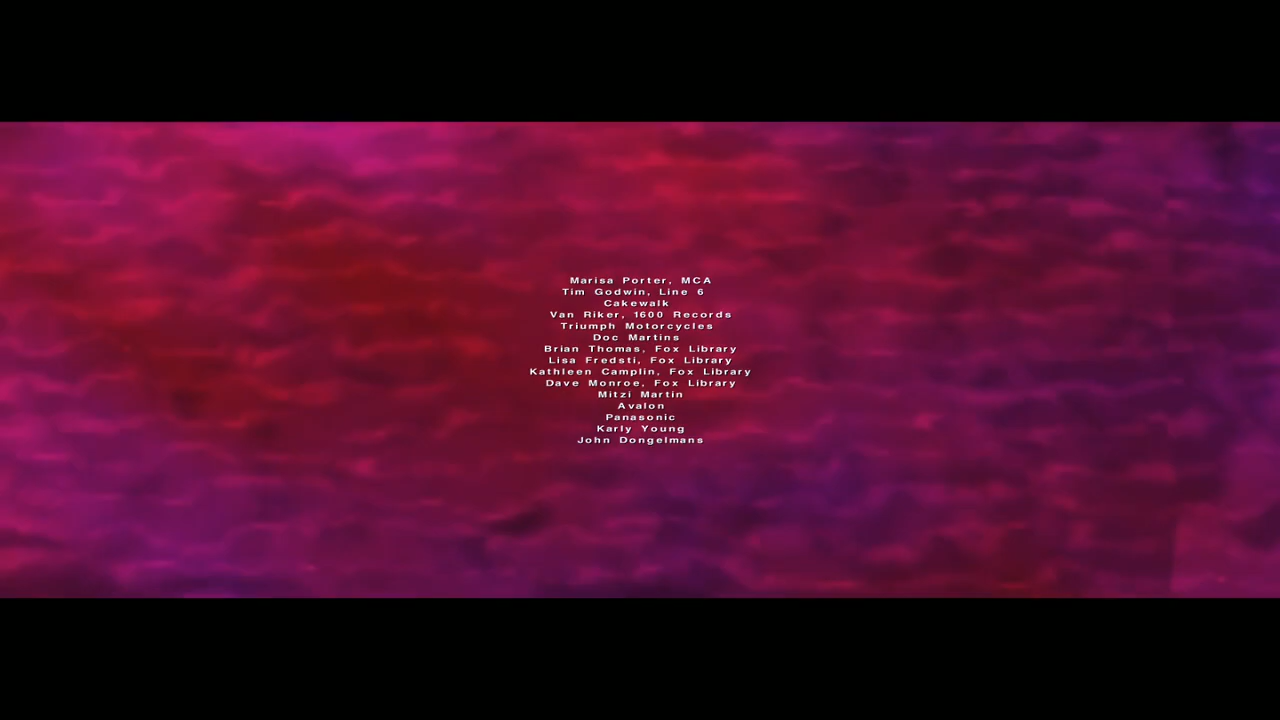 Marisa Porter, MCA
Tim Godwin, Line 6
Cakewalk
Van Riker, 1600 Records
Triumph Motorcycles
Doc Martins
Brian Thomas, Fox Library
Lisa Fredsti, Fox Library
Kathleen Camplin, Fox Library
Dave Monroe, Fox Library
Mitzi Martin
Avalon
Panasonic
Karly Young
John Dongelmans